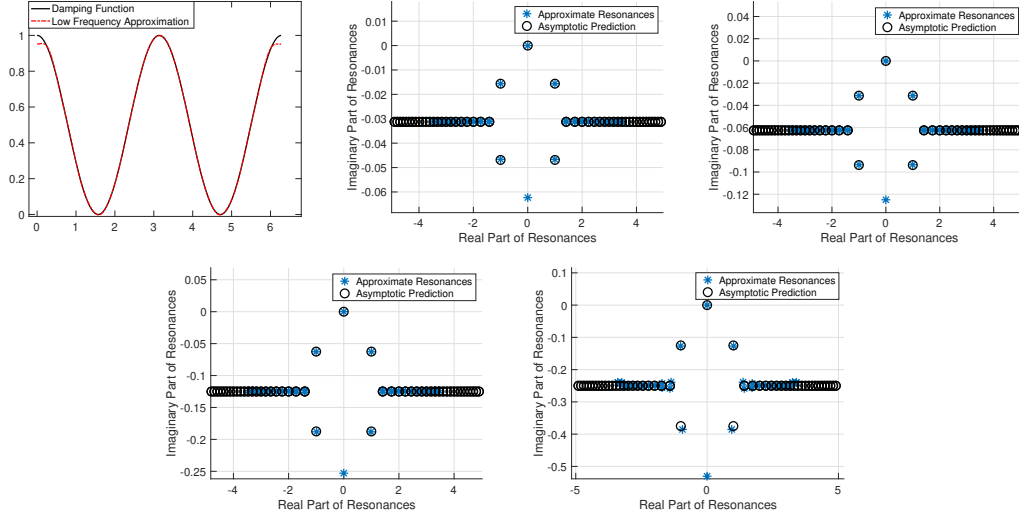 Damping Function
Low Frequency Approximation
1
0.8
0.6
0.4
0.2
0
0 1 2 3 4 5 6
Approximate Resonances
Asymptotic Prediction
Imaginary Part of Resonances
0.01
0
-0.01
-0.02
-0.03
-0.04
-0.05
-0.06
-4 -2 0 2 4
Real Part of Resonances
Approximate Resonances
Asymptotic Prediction
Imaginary Part of Resonances
0.04
0.02
0
-0.02
-0.04
-0.06
-0.08
-0.1
-0.12
-4 -2 0 2 4
Real Part of Resonances
Approximate Resonances
Asymptotic Prediction
Imaginary Part of Resonances
0.05
0
-0.05
-0.1
-0.15
-0.2
-0.25
-4 -2 0 2 4
Real Part of Resonances
Approximate Resonances
Asymptotic Prediction
Imaginary Part of Resonances
0.1
0
-0.1
-0.2
-0.3
-0.4
-0.5
-5 0 5
Real Part of Resonances